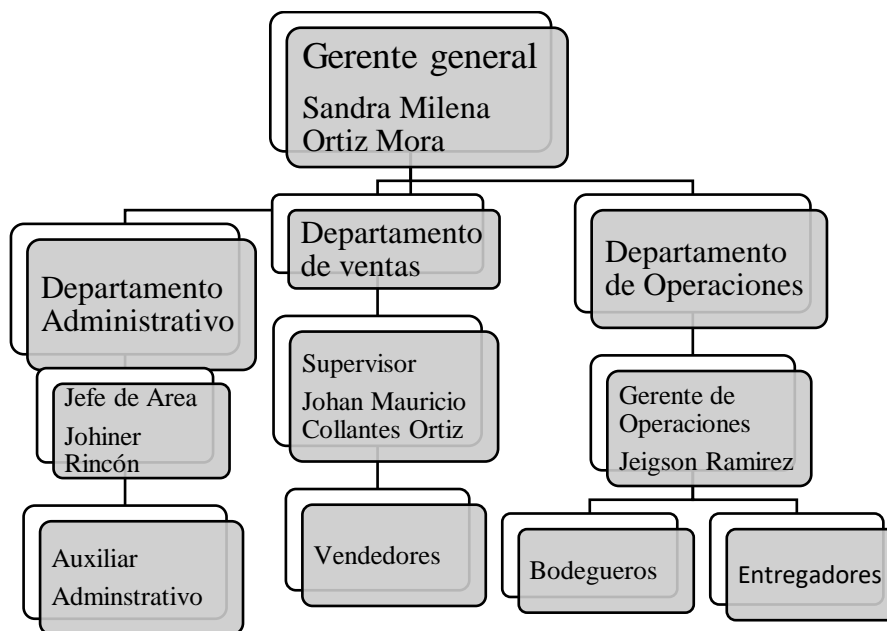 Gerente general
Sandra Milena
Ortiz Mora
Departamento
Administrativo
Jefe de Area
Johiner
Rincón
Auxiliar
Adminstrativo
Departamento
de ventas
Supervisor
Johan Mauricio
Collantes Ortiz
Vendedores
Departamento
de Operaciones
Gerente de
Operaciones
Jeigson Ramirez
Bodegueros
Entregadores